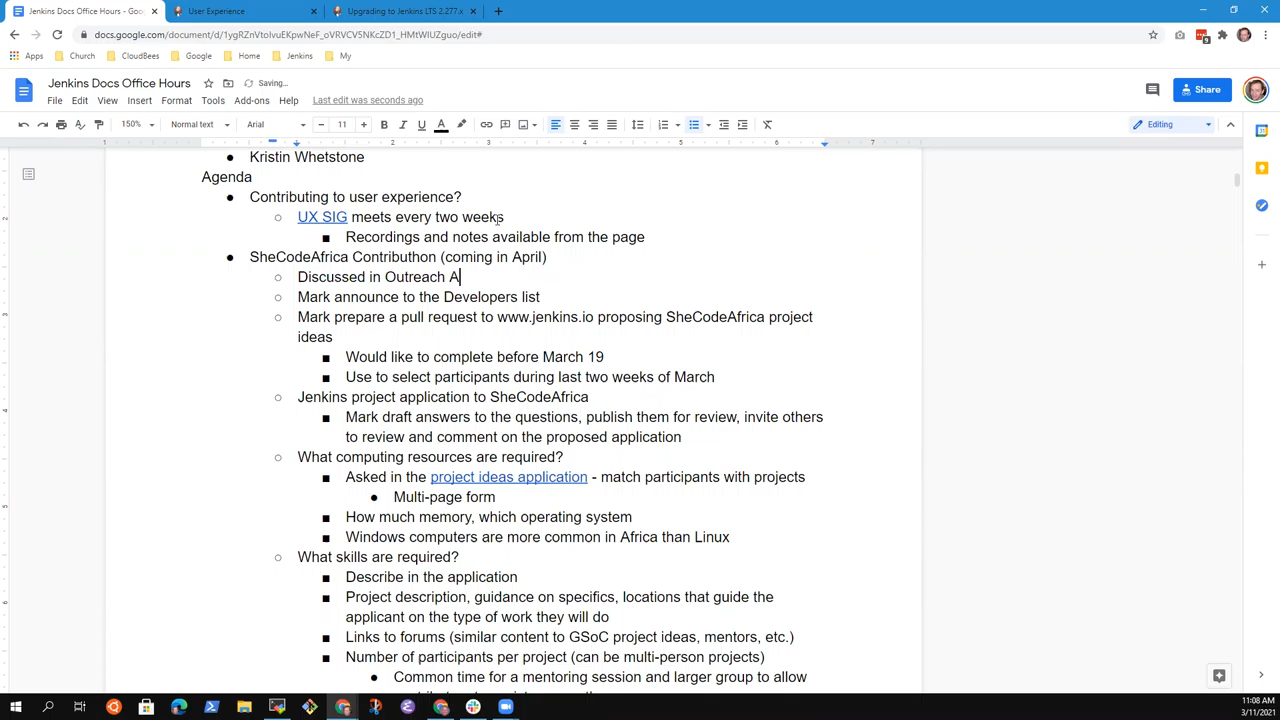 Jenkins Docs Office Hours - Goo
User Experience
Upgrading to Jenkins LTS 2.277.x
docs.google.com/document/d/1ygRZnVtoIvuEKpwNeF_oVRVCV5NKcZD1_HMtWIUZguo/edit#
Apps
Church
CloudBees
Google
Home
Jenkins
My
Jenkins Docs Office Hours
Saving...
File Edit View Insert Format Tools Add-ons Help Last edit was seconds ago
Share
150% Normal text Arial 11 Editing
1 1 2 3 4 5 6 7
Kristin Whetstone
Agenda
Contributing to user experience?
UX SIG meets every two weeks
Recordings and notes available from the page
SheCodeAfrica Contributhon (coming in April)
Discussed in Outreach A
Mark announce to the Developers list
Mark prepare a pull request to www.jenkins.io proposing SheCodeAfrica project
ideas
Would like to complete before March 19
Use to select participants during last two weeks of March
Jenkins project application to SheCodeAfrica
Mark draft answers to the questions, publish them for review, invite others
to review and comment on the proposed application
What computing resources are required?
Asked in the project ideas application - match participants with projects
Multi-page form
How much memory, which operating system
Windows computers are more common in Africa than Linux
What skills are required?
Describe in the application
Project description, guidance on specifics, locations that guide the
applicant on the type of work they will do
Links to forums (similar content to GSoC project ideas, mentors, etc.)
Number of participants per project (can be multi-person projects)
Common time for a mentoring session and larger group to allow
11:08 AM
3/11/2021